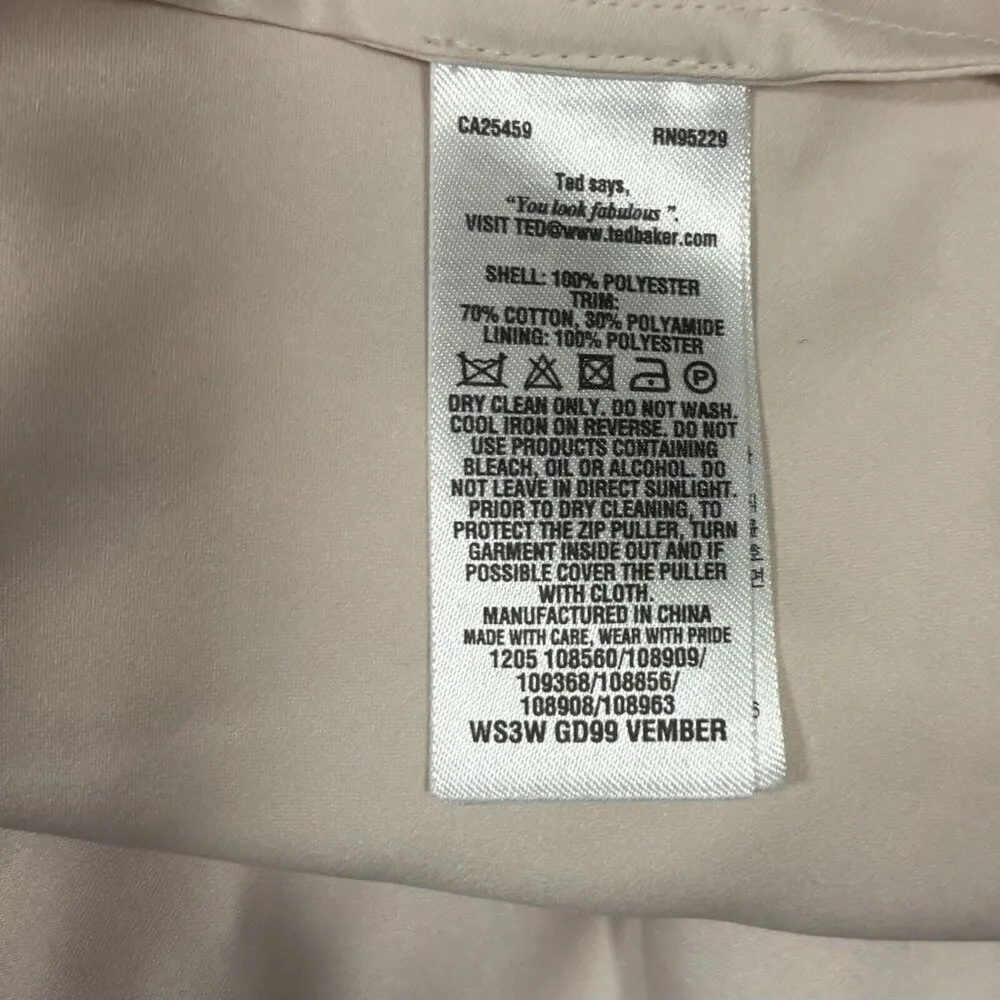 CA25459 RN95229
Ted says,
“You look fabulous ”.
VISIT TED@www.tedbaker.com
SHELL: 100% POLYESTER
TRIM:
70% COTTON, 30% POLYAMIDE
LINING: 100% POLYESTER
P
DRY CLEAN ONLY. DO NOT WASH.
COOL IRON ON REVERSE. DO NOT
USE PRODUCTS CONTAINING
BLEACH, OIL OR ALCOHOL. DO
NOT LEAVE IN DIRECT SUNLIGHT.
PRIOR TO DRY CLEANING, TO
PROTECT THE ZIP PULLER, TURN
GARMENT INSIDE OUT AND IF
POSSIBLE COVER THE PULLER
WITH CLOTH.
MANUFACTURED IN CHINA
MADE WITH CARE, WEAR WITH PRIDE
1205 108560/108909/
109368/108856/
108908/108963
WS3W GD99 VEMBER